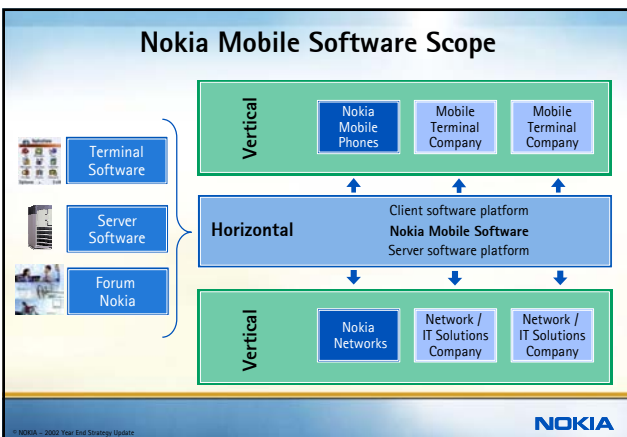 Nokia Mobile Software Scope
Terminal
Software
Server
Software
Forum
Nokia
Vertical
Nokia
Mobile
Phones
Mobile
Terminal
Company
Mobile
Terminal
Company
Horizontal
Client software platform
Nokia Mobile Software
Server software platform
Vertical
Nokia
Networks
Network /
IT Solutions
Company
Network /
IT Solutions
Company
© NOKIA - 2002 Year End Strategy Update
NOKIA